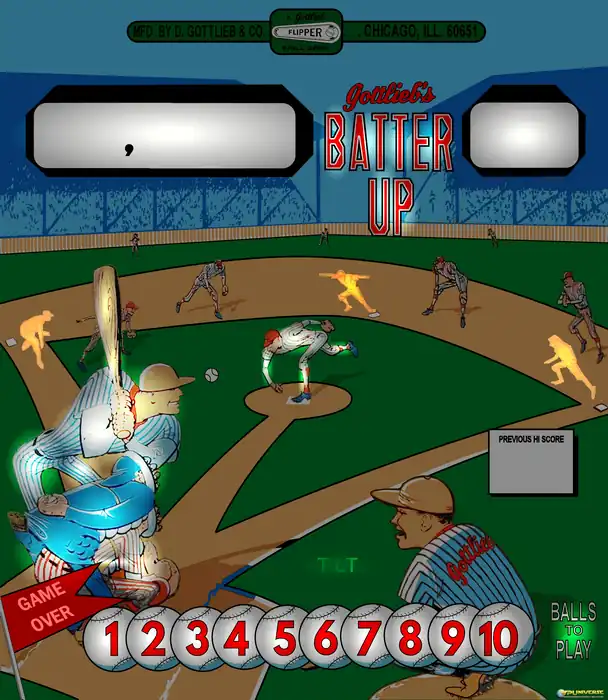 MFD. BY D. GOTTLIEB & CO.
FLIPPER
, CHICAGO, ILL. 60651
Gottlieb's
BATTER
UP
,
PREVIOUS HI SCORE
Gottlieb
TILT
GAME
OVER
1 2 3 4 5 6 7 8 9 10
BALLS
TO
PLAY